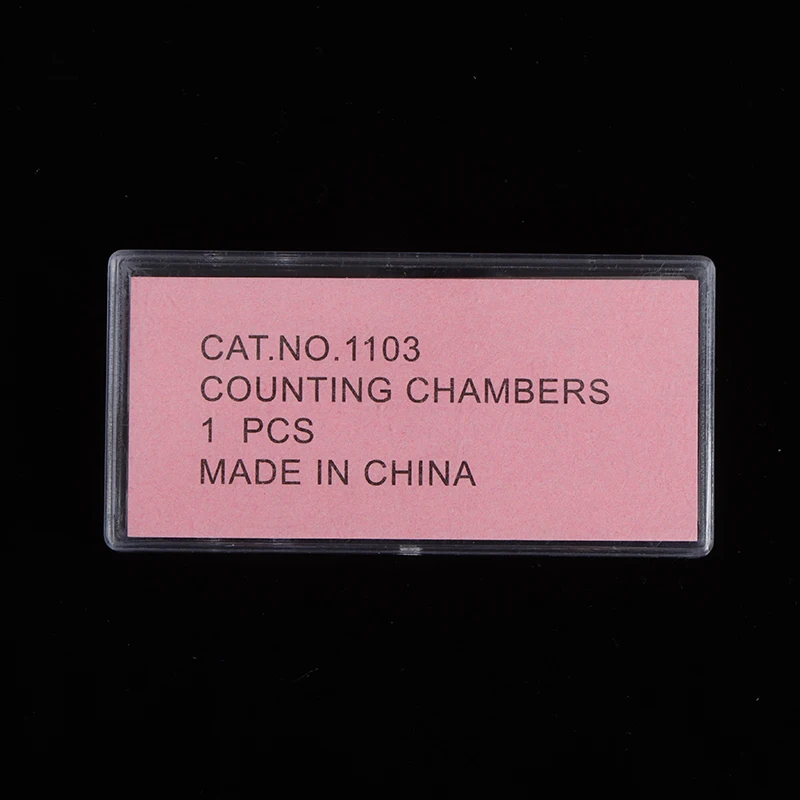 CAT.NO.1103
COUNTING CHAMBERS
1 PCS
MADE IN CHINA